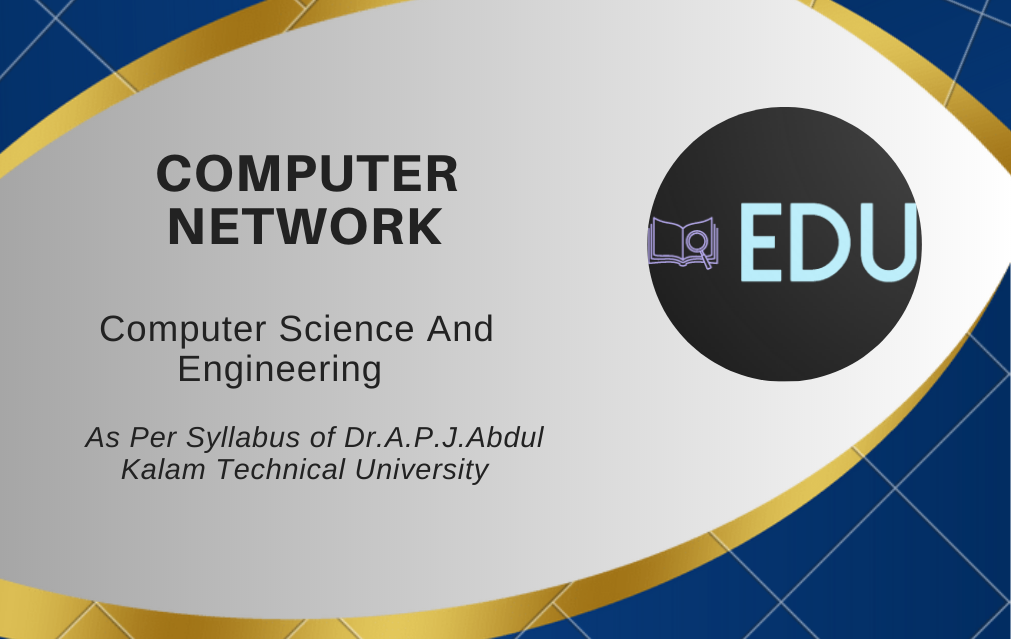 COMPUTER
NETWORK
Computer Science And
Engineering
As Per Syllabus of Dr.A.P.J.Abdul
Kalam Technical University
EDU